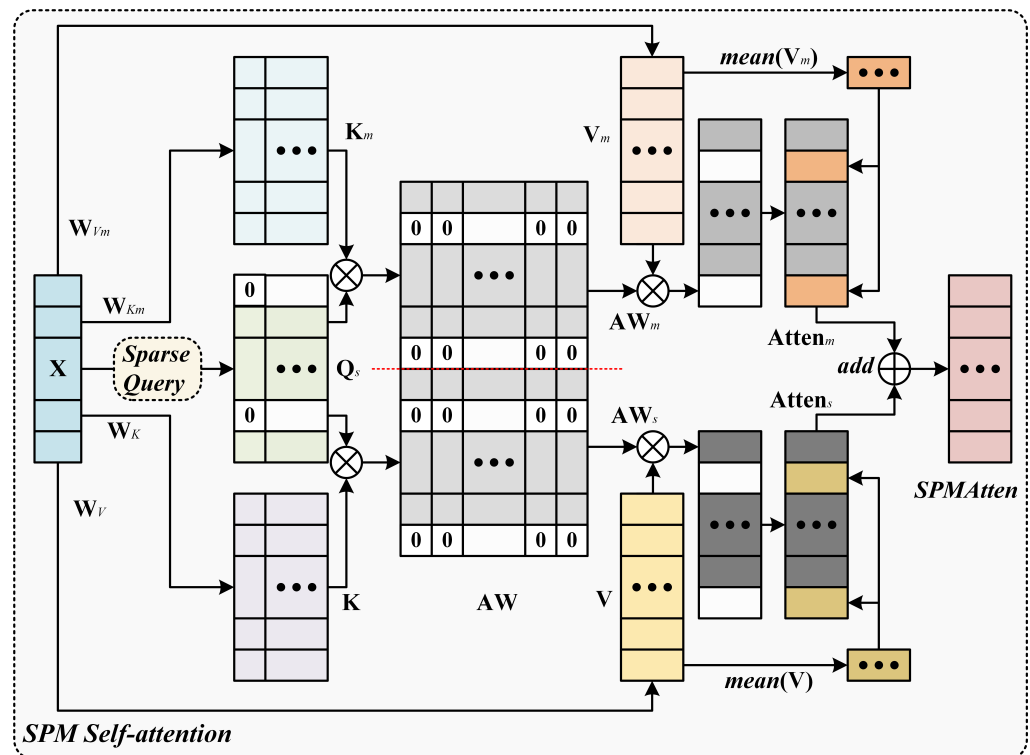 mean(Vm)
Km
Vm
WVm
0 0 0 0
WKm
0
AWm
Attenm
X
Sparse
Query
Qs
0 0 0 0
add
WK
0
0 0 0 0
AWs
Attens
WV
SPMAtten
0 0 0 0
K
AW
V
mean(V)
SPM Self-attention